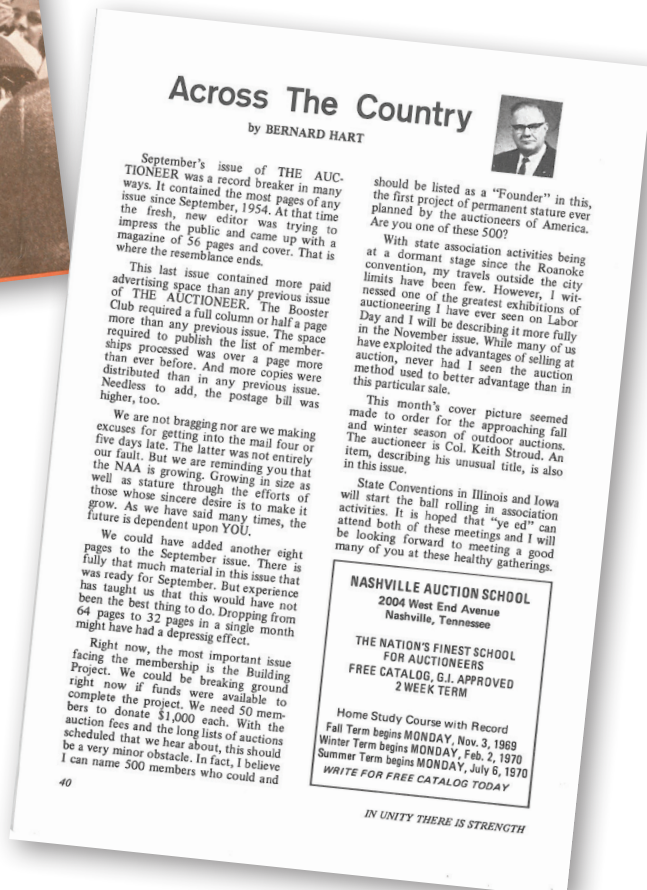 Across The Country
by BERNARD HART
September's issue of THE AUC-
TIONEER was a record breaker in many
ways. It contained the most pages of any
issue since September, 1954. At that time
the fresh, new editor was trying to
impress the public and came up with a
magazine of 56 pages and cover. That is
where the resemblance ends.
This last issue contained more paid
advertising space than any previous issue
of THE AUCTIONEER. The Booster
Club required a full column or half a page
more than any previous issue. The space
required to publish the list of member-
ships processed was over a page more
than ever before. And more copies were
distributed than in any previous issue.
Needless to add, the postage bill was
higher, too.
We are not bragging nor are we making
excuses for getting into the mail four or
five days late. The latter was not entirely
our fault. But we are reminding you that
the NAA is growing. Growing in size as
well as stature through the efforts of
those whose sincere desire is to make it
grow. As we have said many times, the
future is dependent upon YOU.
We could have added another eight
pages to the September issue. There is
fully that much material in this issue that
was ready for September. But experience
has taught us that this would have not
been the best thing to do. Dropping from
64 pages to 32 pages in a single month
might have had a depressig effect.
Right now, the most important issue
facing the membership is the Building
Project. We could be breaking ground
right now if funds were available to
complete the project. We need 50 mem-
bers to donate $1,000 each. With the
auction fees and the long lists of auctions
scheduled that we hear about, this should
be a very minor obstacle. In fact, I believe
I can name 500 members who could and
should be listed as a "Founder" in this,
the first project of permanent stature ever
planned by the auctioneers of America.
Are you one of these 500?
With state association activities being
at a dormant stage since the Roanoke
convention, my travels outside the city
limits have been few. However, I wit-
nessed one of the greatest exhibitions of
auctioneering I have ever seen on Labor
Day and I will be describing it more fully
in the November issue. While many of us
have exploited the advantages of selling at
auction, never had I seen the auction
method used to better advantage than in
this particular sale.
This month's cover picture seemed
made to order for the approaching fall
and winter season of outdoor auctions.
The auctioneer is Col. Keith Stroud. An
item, describing his unusual title, is also
in this issue.
State Conventions in Illinois and Iowa
will start the ball rolling in association
activities. It is hoped that "ye ed" can
attend both of these meetings and I will
be looking forward to meeting a good
many of you at these healthy gatherings.
NASHVILLE AUCTION SCHOOL
2004 West End Avenue
Nashville, Tennessee
THE NATION'S FINEST SCHOOL
FOR AUCTIONEERS
FREE CATALOG, G.I. APPROVED
2 WEEK TERM
Home Study Course with Record
Fall Term begins MONDAY, Nov. 3, 1969
Winter Term begins MONDAY, Feb. 2, 1970
Summer Term begins MONDAY, July 6, 1970
WRITE FOR FREE CATALOG TODAY
40
IN UNITY THERE IS STRENGTH